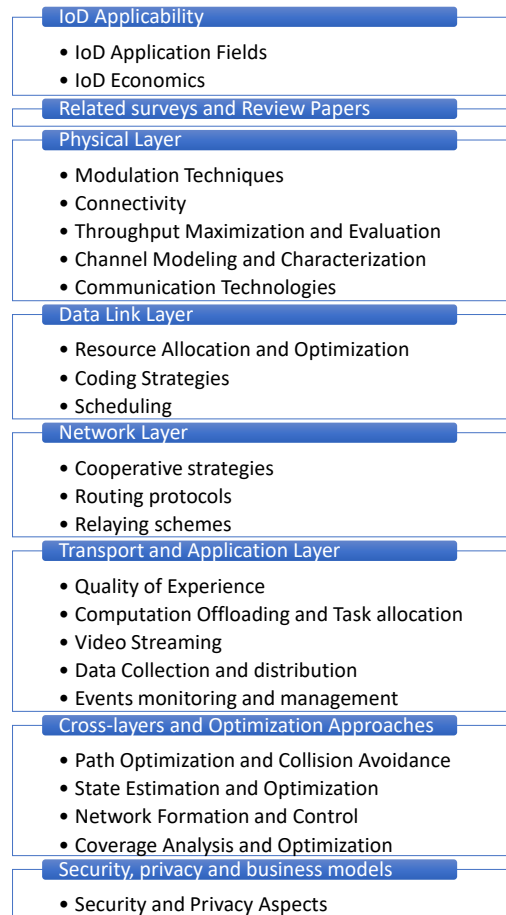 IoD Applicability
• IoD Application Fields
• IoD Economics
Related surveys and Review Papers
Physical Layer
• Modulation Techniques
• Connectivity
• Throughput Maximization and Evaluation
• Channel Modeling and Characterization
• Communication Technologies
Data Link Layer
• Resource Allocation and Optimization
• Coding Strategies
• Scheduling
Network Layer
• Cooperative strategies
• Routing protocols
• Relaying schemes
Transport and Application Layer
• Quality of Experience
• Computation Offloading and Task allocation
• Video Streaming
• Data Collection and distribution
• Events monitoring and management
Cross-layers and Optimization Approaches
• Path Optimization and Collision Avoidance
• State Estimation and Optimization
• Network Formation and Control
• Coverage Analysis and Optimization
Security, privacy and business models
• Security and Privacy Aspects